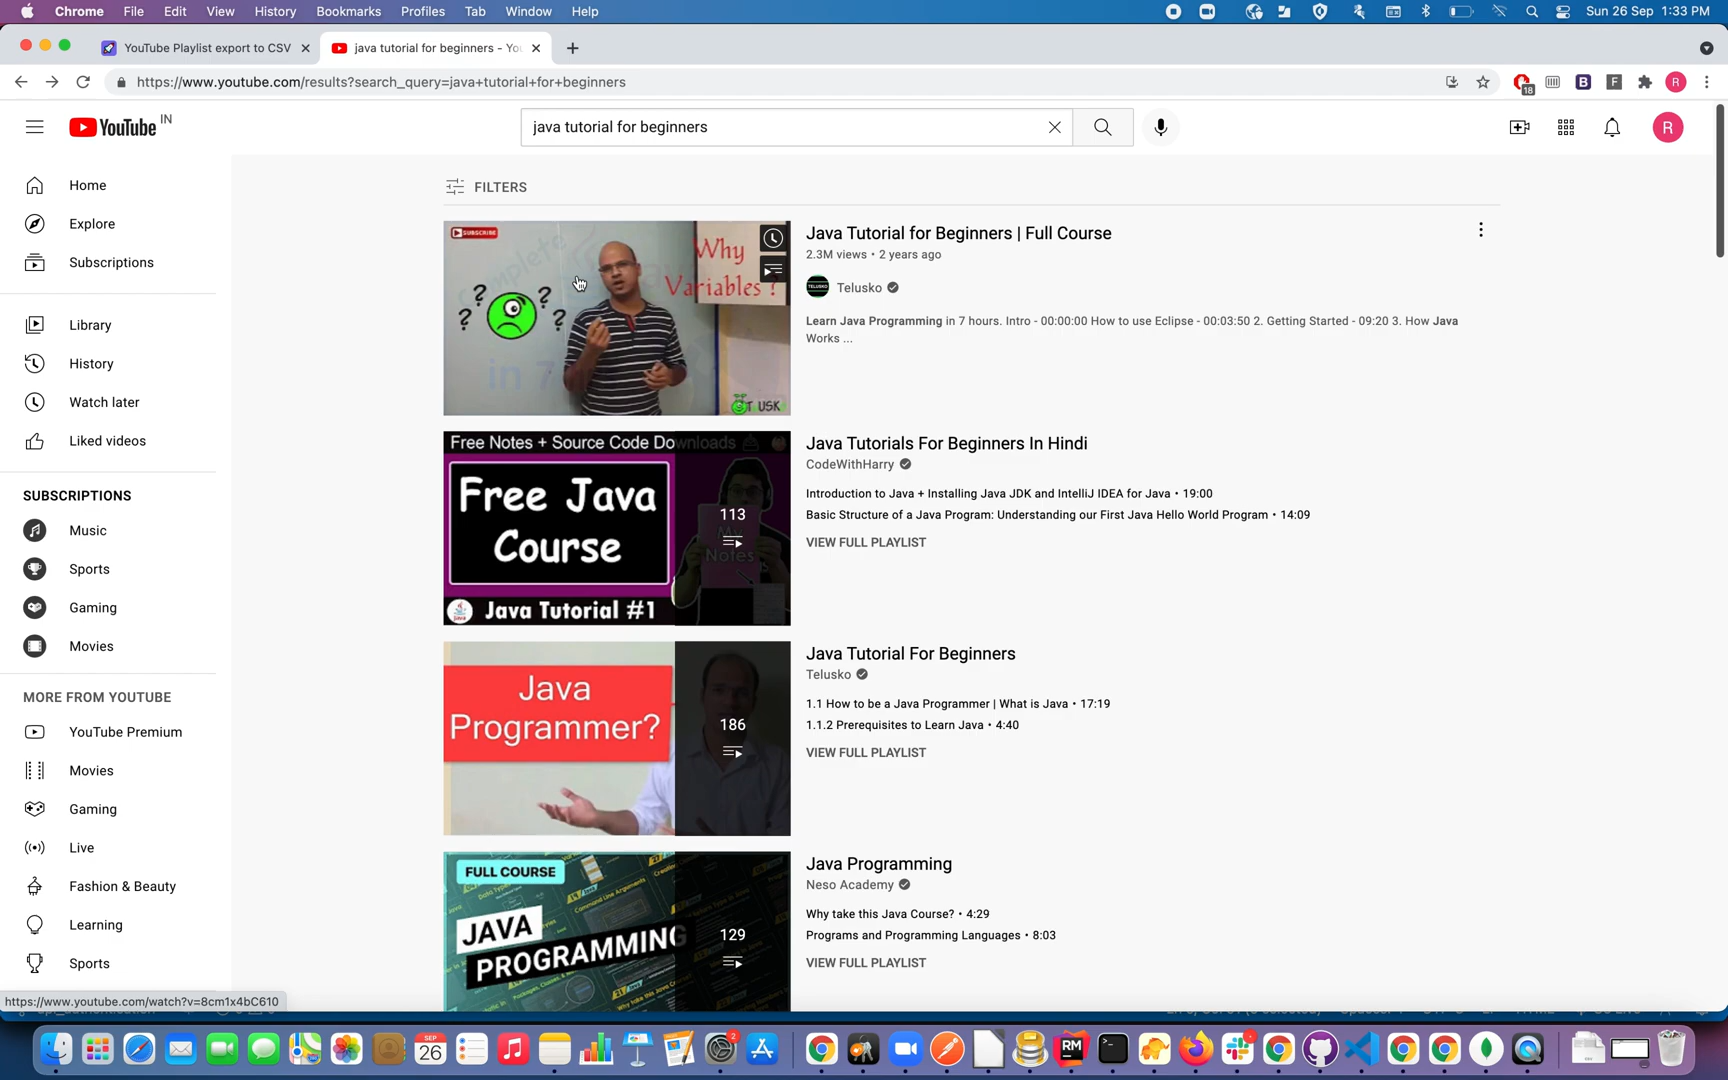 Chrome File Edit View History Bookmarks Profiles Tab Window Help Sun 26 Sep 1:33 PM
YouTube Playlist export to CSV java tutorial for beginners - You
https://www.youtube.com/results?search_query=java+tutorial+for+beginners 18 B F R
YouTube IN java tutorial for beginners R
Home
Explore
Subscriptions
Library
History
Watch later
Liked videos
SUBSCRIPTIONS
Music
Sports
Gaming
Movies
MORE FROM YOUTUBE
YouTube Premium
Movies
Gaming
Live
Fashion & Beauty
Learning
Sports
https://www.youtube.com/watch?v=8cm1x4bC610
FILTERS
SUBSCRIBE
Complete
Why
Variables ?
in 7
Java Tutorial for Beginners | Full Course
2.3M views • 2 years ago
TELUSKO Telusko
Learn Java Programming in 7 hours. Intro - 00:00:00 How to use Eclipse - 00:03:50 2. Getting Started - 09:20 3. How Java
Works ...
Free Notes + Source Code Downloads
Free Java
Course
Java Tutorial #1
113
My
Notes
Java Tutorials For Beginners In Hindi
CodeWithHarry
Introduction to Java + Installing Java JDK and IntelliJ IDEA for Java • 19:00
Basic Structure of a Java Program: Understanding our First Java Hello World Program • 14:09
VIEW FULL PLAYLIST
Java
Programmer?
186
Java Tutorial For Beginners
Telusko
1.1 How to be a Java Programmer | What is Java • 17:19
1.1.2 Prerequisites to Learn Java • 4:40
VIEW FULL PLAYLIST
FULL COURSE
JAVA
PROGRAMMING
129
Java Programming
Neso Academy
Why take this Java Course? • 4:29
Programs and Programming Languages • 8:03
VIEW FULL PLAYLIST
SEP
26
2
RM